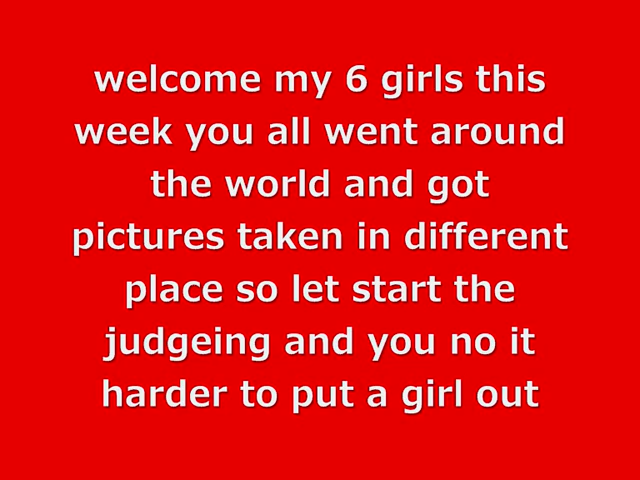 welcome my 6 girls this
week you all went around
the world and got
pictures taken in different
place so let start the
judgeing and you no it
harder to put a girl out